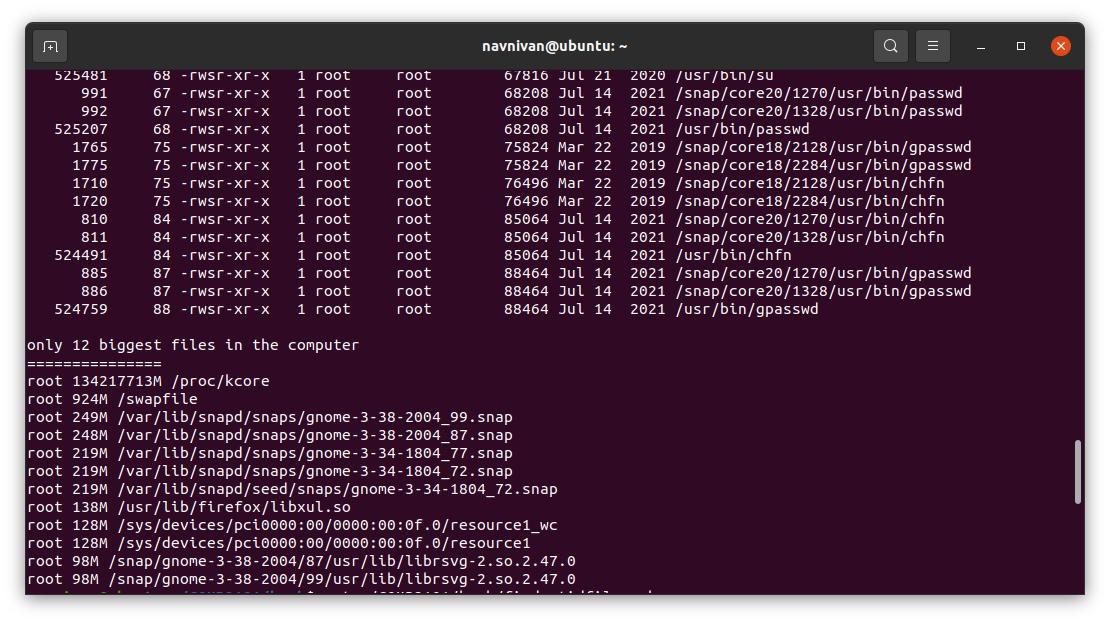 navnivan@ubuntu: ~
525481 68 -rwsr-xr-x 1 root root 67816 Jul 21 2020 /usr/bin/su
991 67 -rwsr-xr-x 1 root root 68208 Jul 14 2021 /snap/core20/1270/usr/bin/passwd
992 67 -rwsr-xr-x 1 root root 68208 Jul 14 2021 /snap/core20/1328/usr/bin/passwd
525207 68 -rwsr-xr-x 1 root root 68208 Jul 14 2021 /usr/bin/passwd
1765 75 -rwsr-xr-x 1 root root 75824 Mar 22 2019 /snap/core18/2128/usr/bin/gpasswd
1775 75 -rwsr-xr-x 1 root root 75824 Mar 22 2019 /snap/core18/2284/usr/bin/gpasswd
1710 75 -rwsr-xr-x 1 root root 76496 Mar 22 2019 /snap/core18/2128/usr/bin/chfn
1720 75 -rwsr-xr-x 1 root root 76496 Mar 22 2019 /snap/core18/2284/usr/bin/chfn
810 84 -rwsr-xr-x 1 root root 85064 Jul 14 2021 /snap/core20/1270/usr/bin/chfn
811 84 -rwsr-xr-x 1 root root 85064 Jul 14 2021 /snap/core20/1328/usr/bin/chfn
524491 84 -rwsr-xr-x 1 root root 85064 Jul 14 2021 /usr/bin/chfn
885 87 -rwsr-xr-x 1 root root 88464 Jul 14 2021 /snap/core20/1270/usr/bin/gpasswd
886 87 -rwsr-xr-x 1 root root 88464 Jul 14 2021 /snap/core20/1328/usr/bin/gpasswd
524759 88 -rwsr-xr-x 1 root root 88464 Jul 14 2021 /usr/bin/gpasswd
only 12 biggest files in the computer
===============
root 134217713M /proc/kcore
root 924M /swapfile
root 249M /var/lib/snapd/snaps/gnome-3-38-2004_99.snap
root 248M /var/lib/snapd/snaps/gnome-3-38-2004_87.snap
root 219M /var/lib/snapd/snaps/gnome-3-34-1804_77.snap
root 219M /var/lib/snapd/snaps/gnome-3-34-1804_72.snap
root 219M /var/lib/snapd/seed/snaps/gnome-3-34-1804_72.snap
root 138M /usr/lib/firefox/libxul.so
root 128M /sys/devices/pci0000:00/0000:00:0f.0/resource1_wc
root 128M /sys/devices/pci0000:00/0000:00:0f.0/resource1
root 98M /snap/gnome-3-38-2004/87/usr/lib/librsvg-2.so.2.47.0
root 98M /snap/gnome-3-38-2004/99/usr/lib/librsvg-2.so.2.47.0